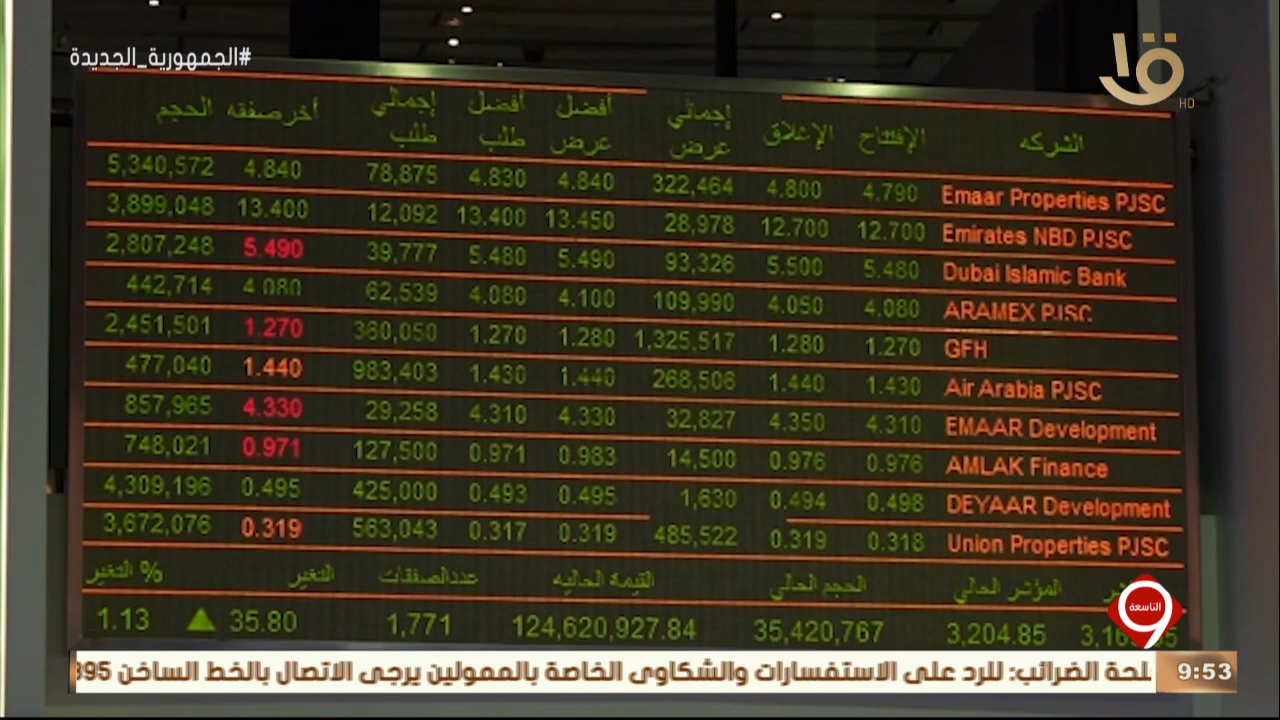 #الجمهورية_الجديدة
HD
الشركه الإفتتاح الإغلاق إجمالي عرض أفضل عرض أفضل طلب إجمالي طلب أخر صفقه الحجم
Emaar Properties PJSC 4.790 4.800 322,464 4.840 4.830 78,875 4.840 5,340,572
Emirates NBD PJSC 12.700 12.700 28,978 13.450 13.400 12,092 13.400 3,899,048
Dubai Islamic Bank 5.480 5.500 93,326 5.490 5.480 39,777 5.490 2,807,248
ARAMEX PJSC 4.080 4.050 109,990 4.100 4.080 62,539 4.080 442,714
GFH 1.270 1.280 1,325,517 1.280 1.270 360,050 1.270 2,451,501
Air Arabia PJSC 1.430 1.440 268,506 1.440 1.430 983,403 1.440 477,040
EMAAR Development 4.310 4.350 32,827 4.330 4.310 29,258 4.330 857,965
AMLAK Finance 0.976 0.976 14,500 0.983 0.971 127,500 0.971 748,021
DEYAAR Development 0.498 0.494 1,630 0.495 0.493 425,000 0.495 4,309,196
Union Properties PJSC 0.318 0.319 485,522 0.319 0.317 563,043 0.319 3,672,076
المؤشر الحالي الحجم الحالي القيمة الحاليه عددالصفقات التغير % التغير
3,204.85 35,420,767 124,620,927.84 1,771 35.80 1.13
التاسعة
9
9:53
الضرائب: للرد على الاستفسارات والشكاوى الخاصة بالممولين يرجى الاتصال بالخط الساخن